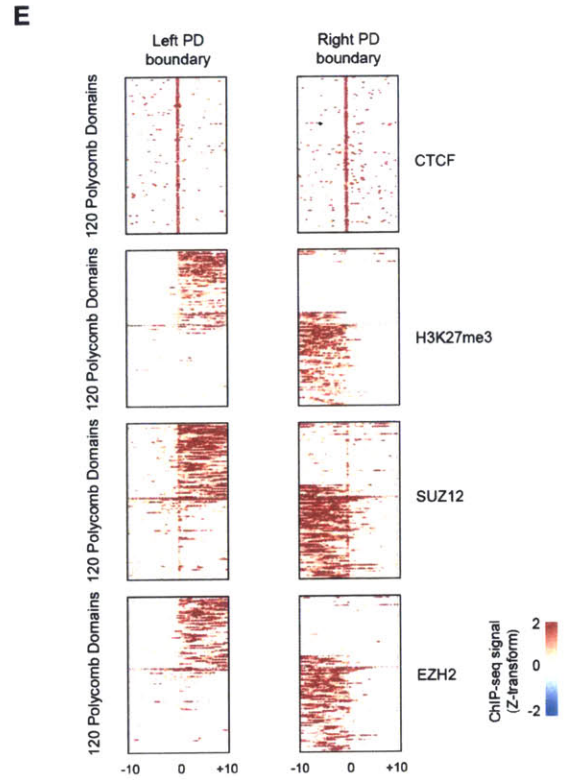 E
Left PD
boundary
Right PD
boundary
120 Polycomb Domains
CTCF
120 Polycomb Domains
H3K27me3
120 Polycomb Domains
SUZ12
120 Polycomb Domains
EZH2
-10 0 +10
-10 0 +10
ChIP-seq signal
(Z-transform)
2
0
-2